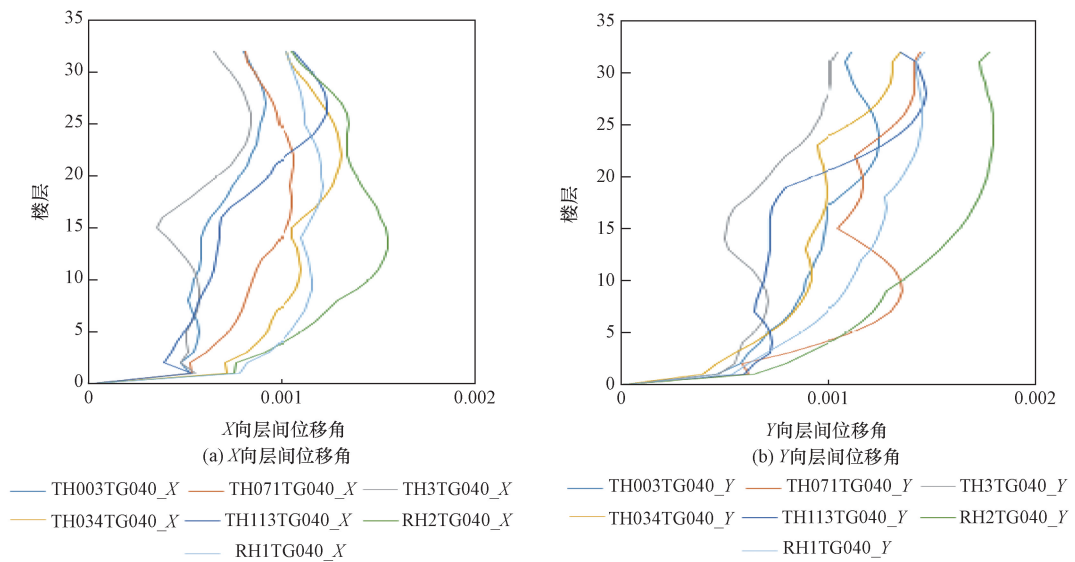 35
30
25
20
15
10
5
0
楼层
0
0.001
0.002
X向层间位移角
(a) X向层间位移角
TH003TG040_X
TH071TG040_X
TH3TG040_X
TH034TG040_X
TH113TG040_X
RH2TG040_X
RH1TG040_X
35
30
25
20
15
10
5
0
楼层
0
0.001
0.002
Y向层间位移角
(b) Y向层间位移角
TH003TG040_Y
TH071TG040_Y
TH3TG040_Y
TH034TG040_Y
TH113TG040_Y
RH2TG040_Y
RH1TG040_Y